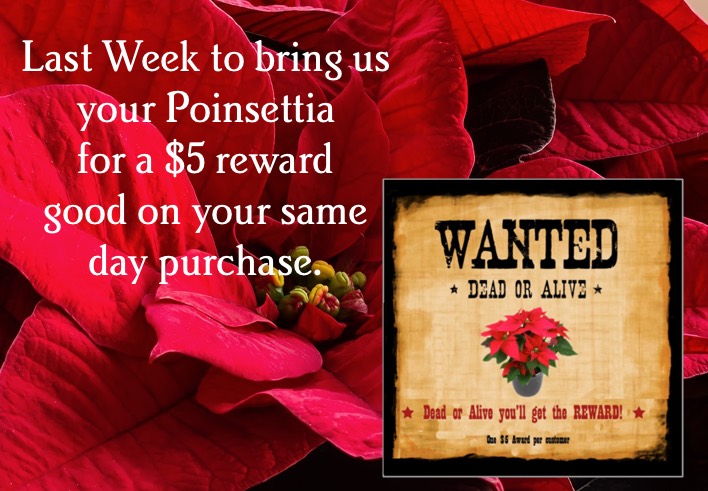 Last Week to bring us
your Poinsettia
for a $5 reward
good on your same
day purchase.
WANTED
★ DEAD OR ALIVE ★
★ Dead or Alive you'll get the REWARD! ★
One $5 Award per customer